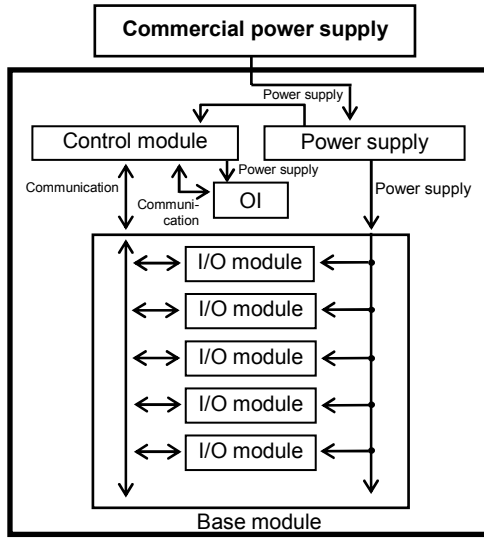 Commercial power supply
Power supply
Control module
Power supply
Communication
Power supply
Power supply
Communi-
cation
OI
I/O module
I/O module
I/O module
I/O module
I/O module
Base module